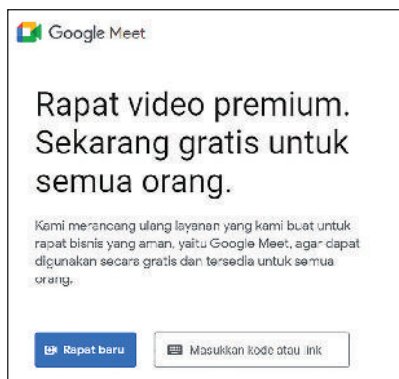 Google Meet
Rapat video premium.
Sekarang gratis untuk
semua orang.
Kami merancang ulang layanan yang kami buat untuk
rapat bisnis yang aman, yaitu Google Meet, agar dapat
digunakan secara gratis dan tersedia untuk semua
orang.
Rapat baru
Masukkan kode atau link